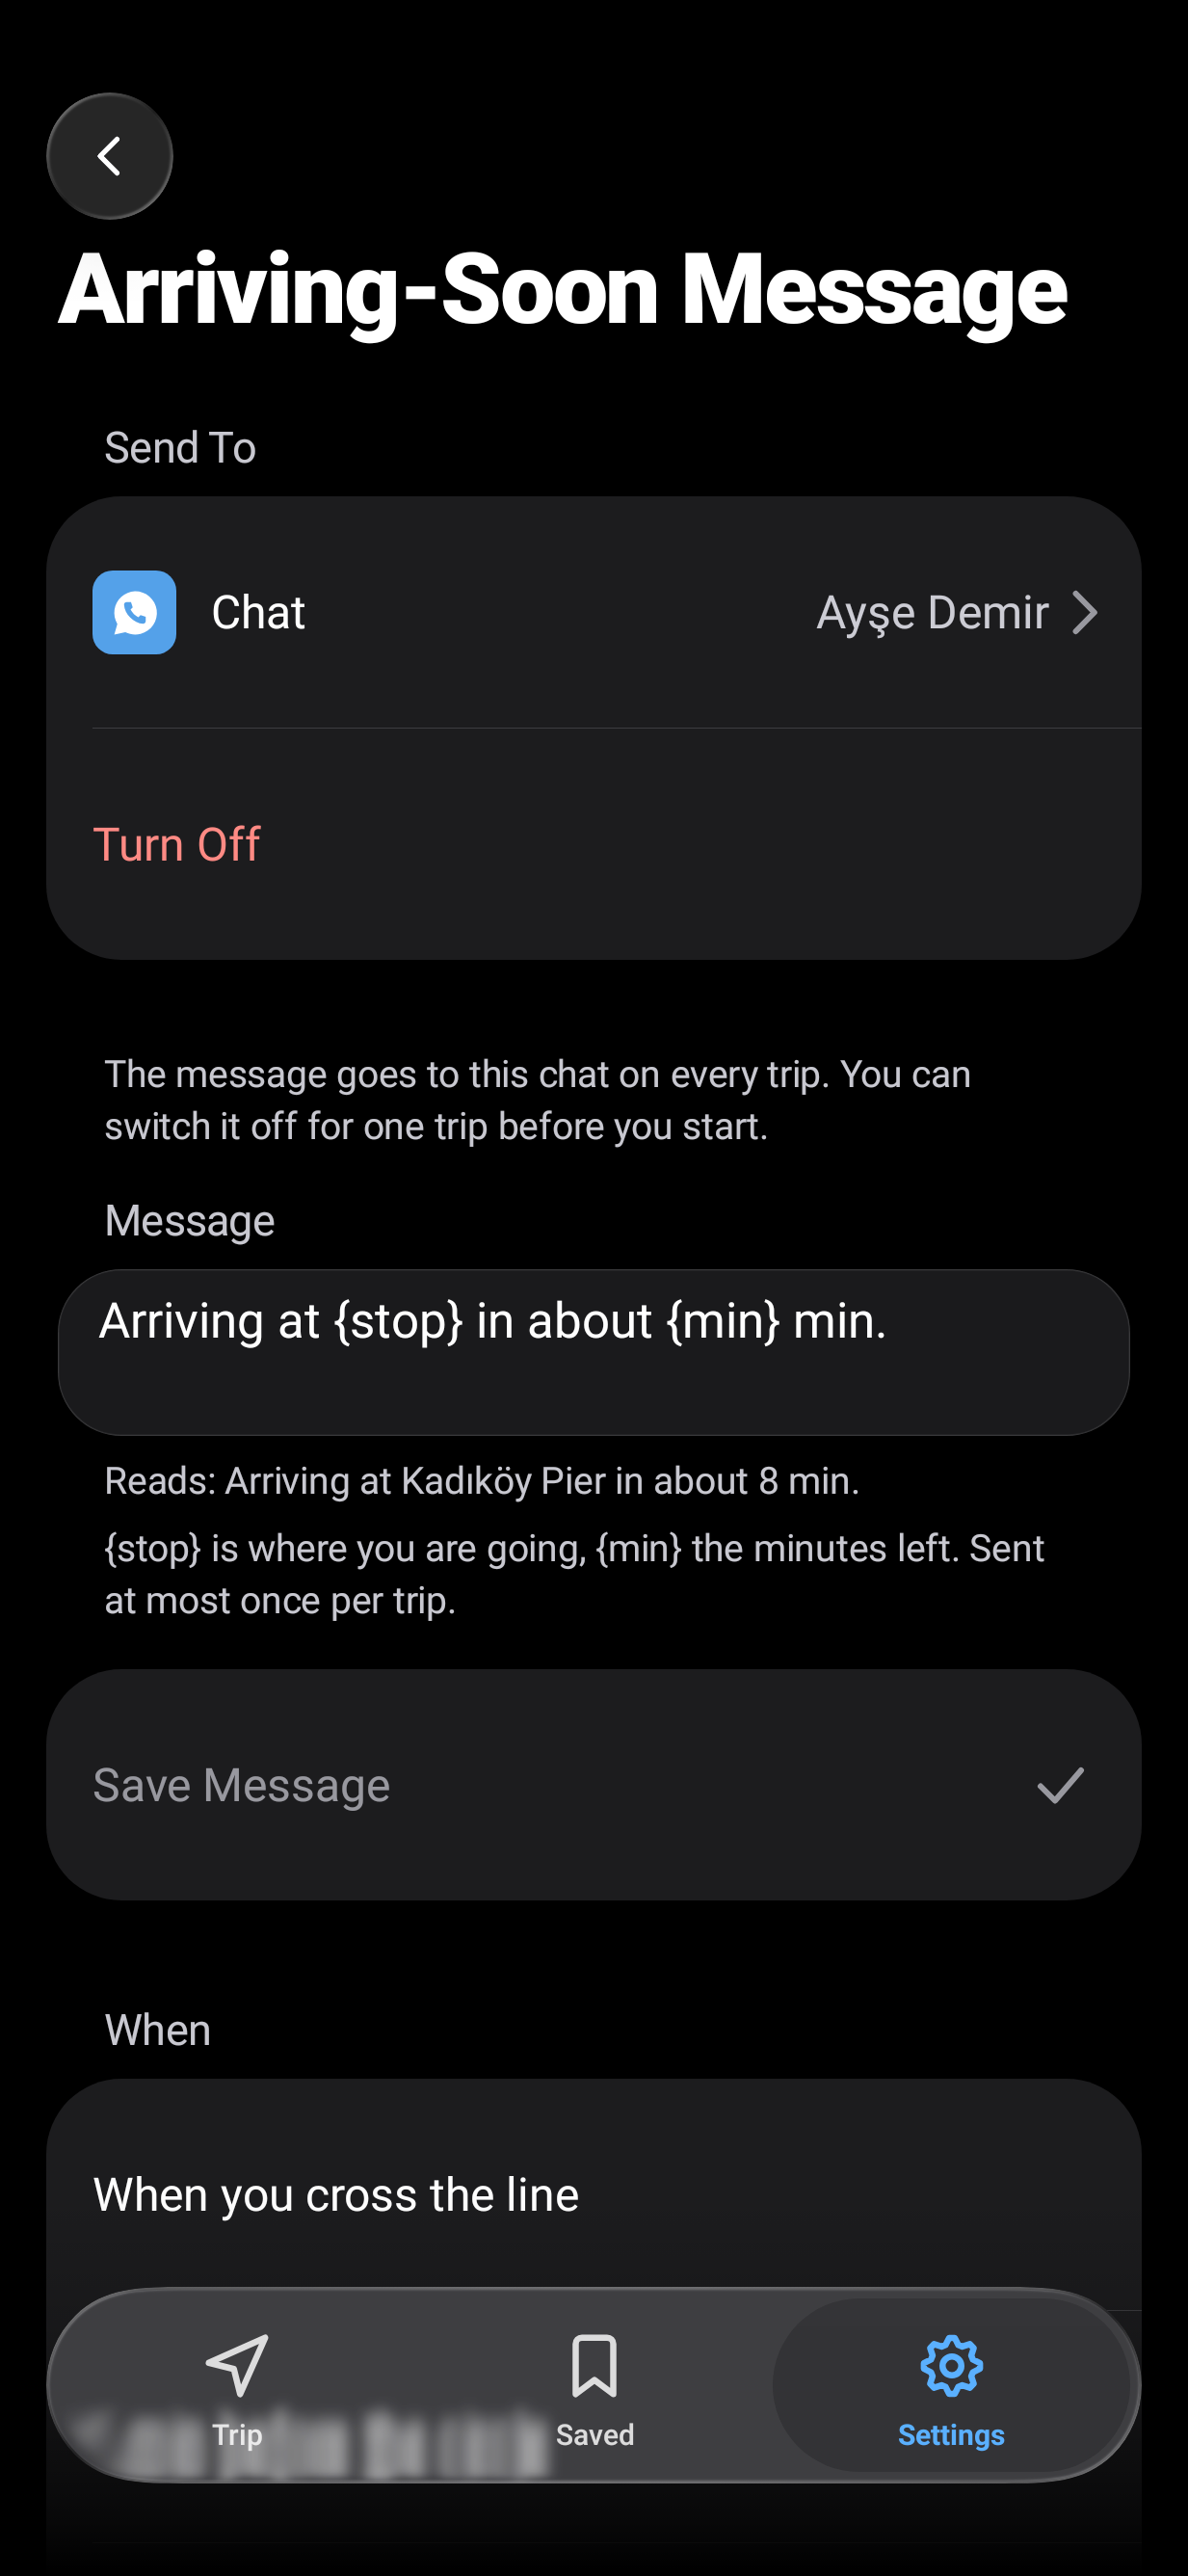 Arriving-Soon Message
Send To
Chat
Ayşe Demir
Turn Off
The message goes to this chat on every trip. You can
switch it off for one trip before you start.
Message
Arriving at {stop} in about {min} min.
Reads: Arriving at Kadıköy Pier in about 8 min.
{stop} is where you are going, {min} the minutes left. Sent
at most once per trip.
Save Message
When
When you cross the line
Trip
Saved
Settings